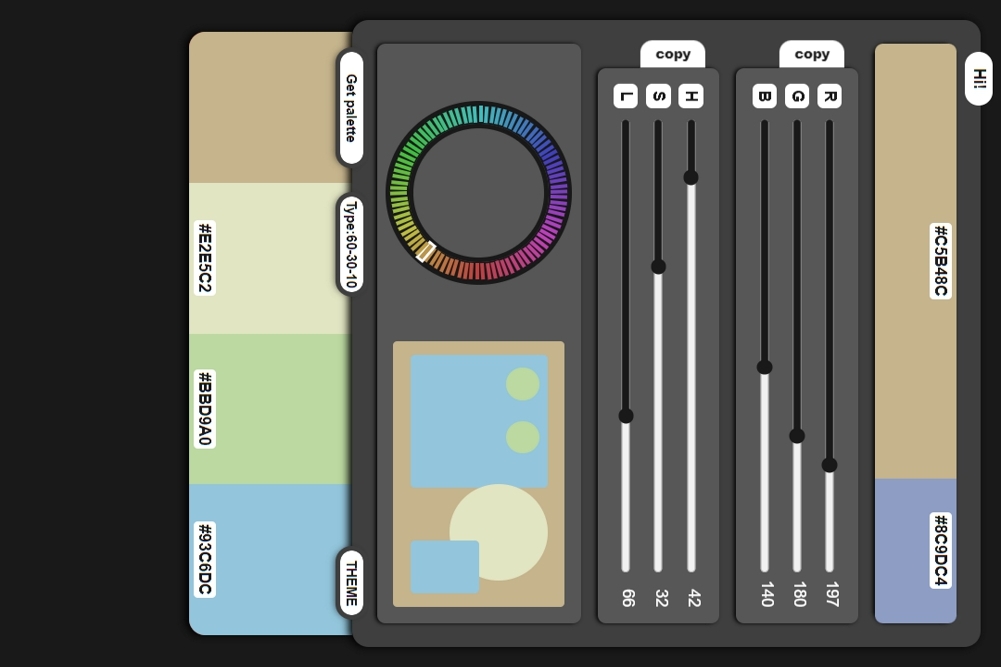 Hi!
#C5B48C
#8C9DC4
copy
R
197
G
180
B
140
copy
H
42
S
32
L
66
Get palette
Type:60-30-10
THEME
#E2E5C2
#BBD9A0
#93C6DC